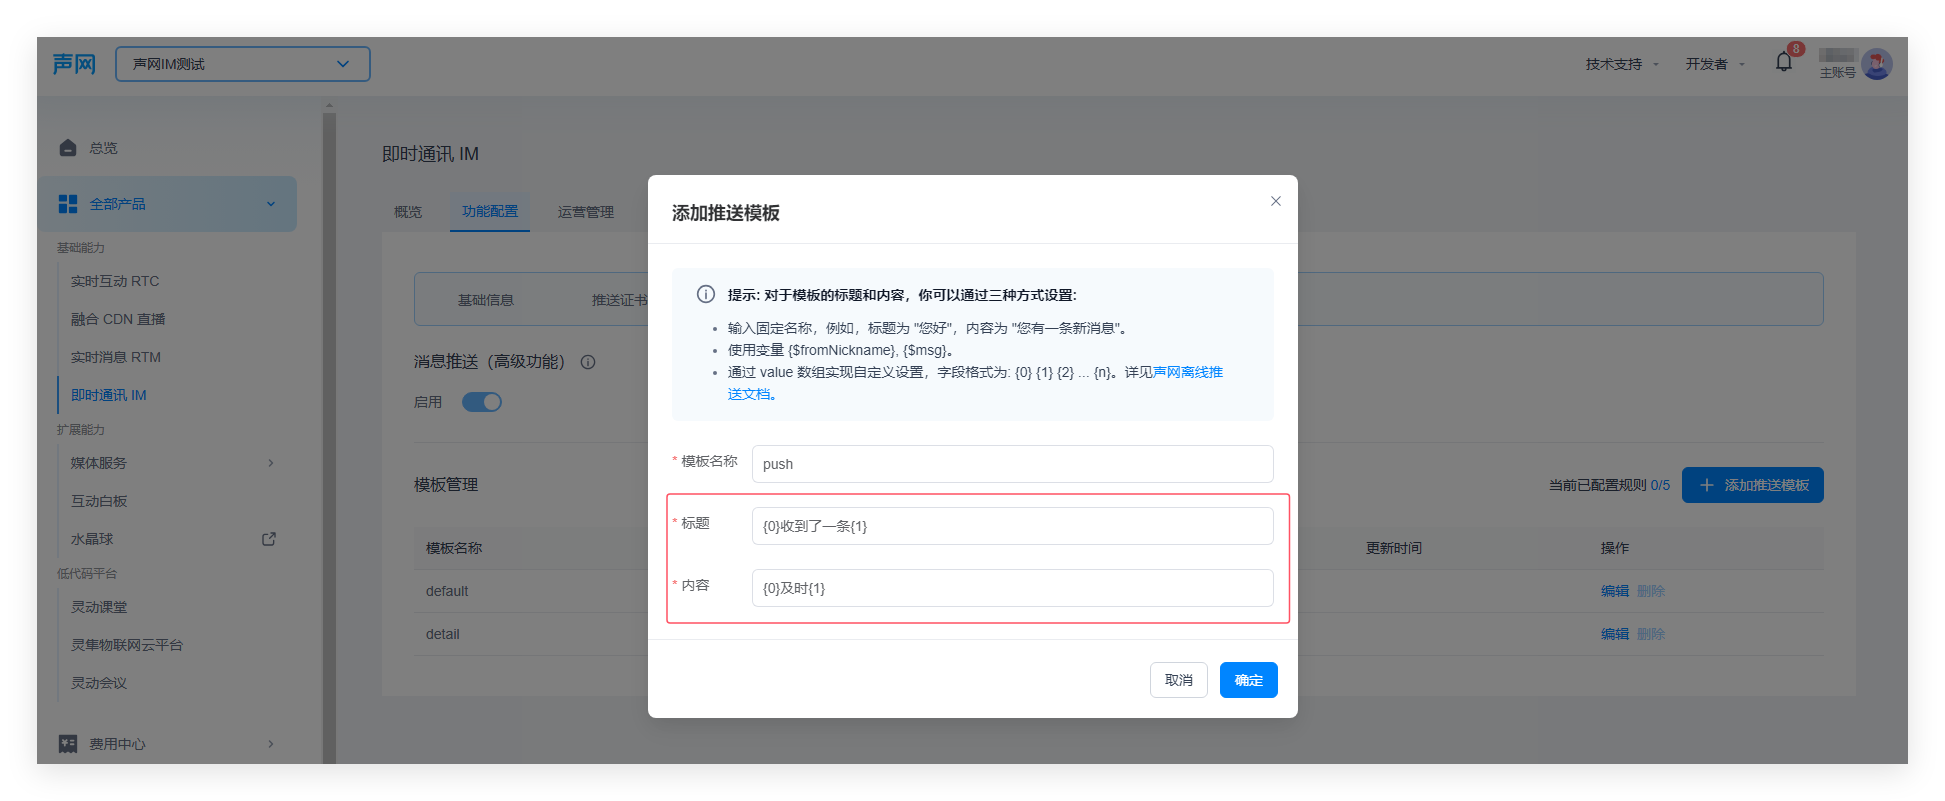 声网
声网IM测试
技术支持
开发者
8
主账号
总览
全部产品
基础能力
实时互动 RTC
融合 CDN 直播
实时消息 RTM
即时通讯 IM
扩展能力
媒体服务
互动白板
水晶球
低代码平台
灵动课堂
灵隼物联网云平台
灵动会议
费用中心
即时通讯 IM
概览
功能配置
运营管理
基础信息
推送证书
消息推送（高级功能）
启用
模板管理
当前已配置规则 0/5
添加推送模板
模板名称
更新时间
操作
default
编辑 删除
detail
编辑 删除
添加推送模板
提示: 对于模板的标题和内容，你可以通过三种方式设置:
输入固定名称，例如，标题为 "您好"，内容为 "您有一条新消息"。
使用变量 {$fromNickname}, {$msg}。
通过 value 数组实现自定义设置，字段格式为: {0} {1} {2} ... {n}。详见声网离线推
送文档。
* 模板名称
push
* 标题
{0}收到了一条{1}
* 内容
{0}及时{1}
取消
确定